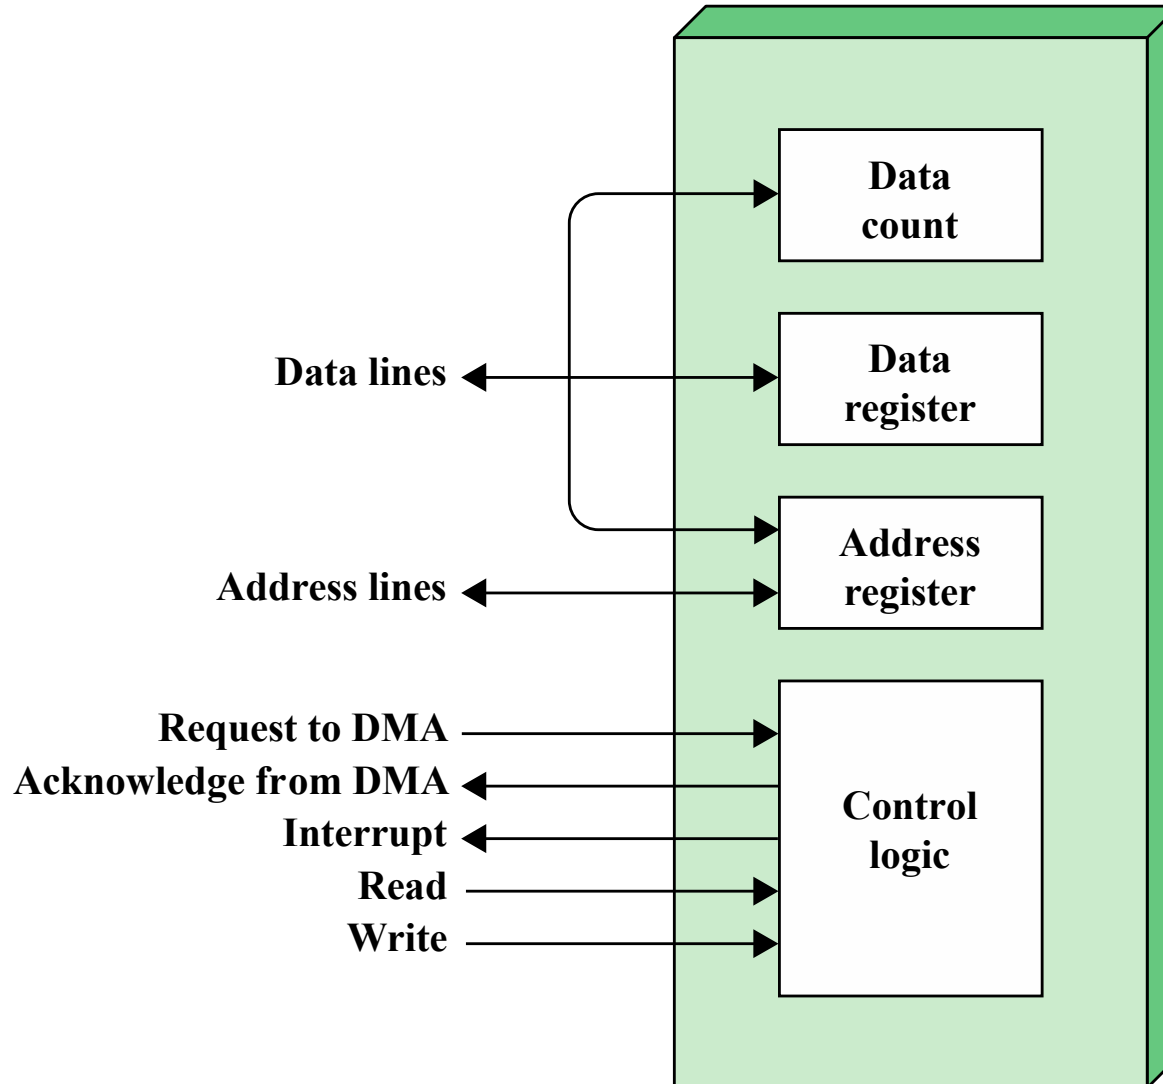 Data
count
Data lines
Data
register
Address
register
Address lines
Request to DMA
Acknowledge from DMA
Interrupt
Read
Write
Control
logic